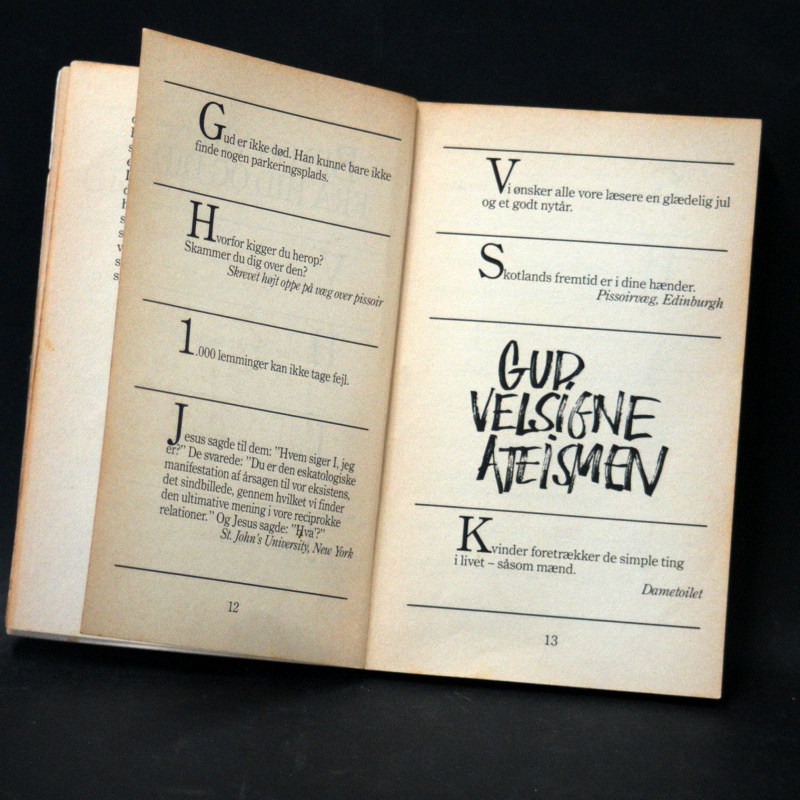 Gud er ikke død. Han kunne bare ikke
finde nogen parkeringsplads.
Hvorfor kigger du herop?
Skammer du dig over den?
Skrevet højt oppe på væg over pissoir
1.000 lemminger kan ikke tage fejl.
Jesus sagde til dem: "Hvem siger I, jeg
er?" De svarede: "Du er den eskatologiske
manifestation af årsagen til vor eksistens,
det sindbillede, gennem hvilket vi finder
den ultimative mening i vore reciprokke
relationer." Og Jesus sagde: "Hva'?"
St. John's University, New York
12
Vi ønsker alle vore læsere en glædelig jul
og et godt nytår.
Skotlands fremtid er i dine hænder.
Pissoirvæg, Edinburgh
GUD
VELSIGNE
ATEISMEN
Kvinder foretrækker de simple ting
i livet – såsom mænd.
Dametoilet
13